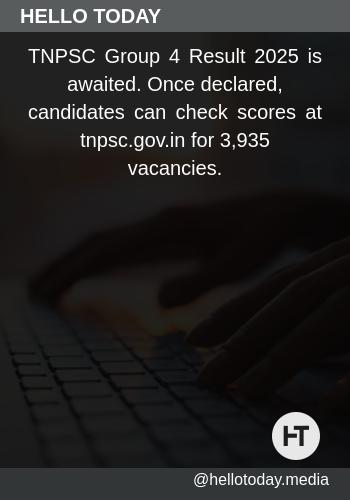 HELLO TODAY
TNPSC Group 4 Result 2025 is
awaited. Once declared,
candidates can check scores at
tnpsc.gov.in for 3,935
vacancies.
HT
@hellotoday.media